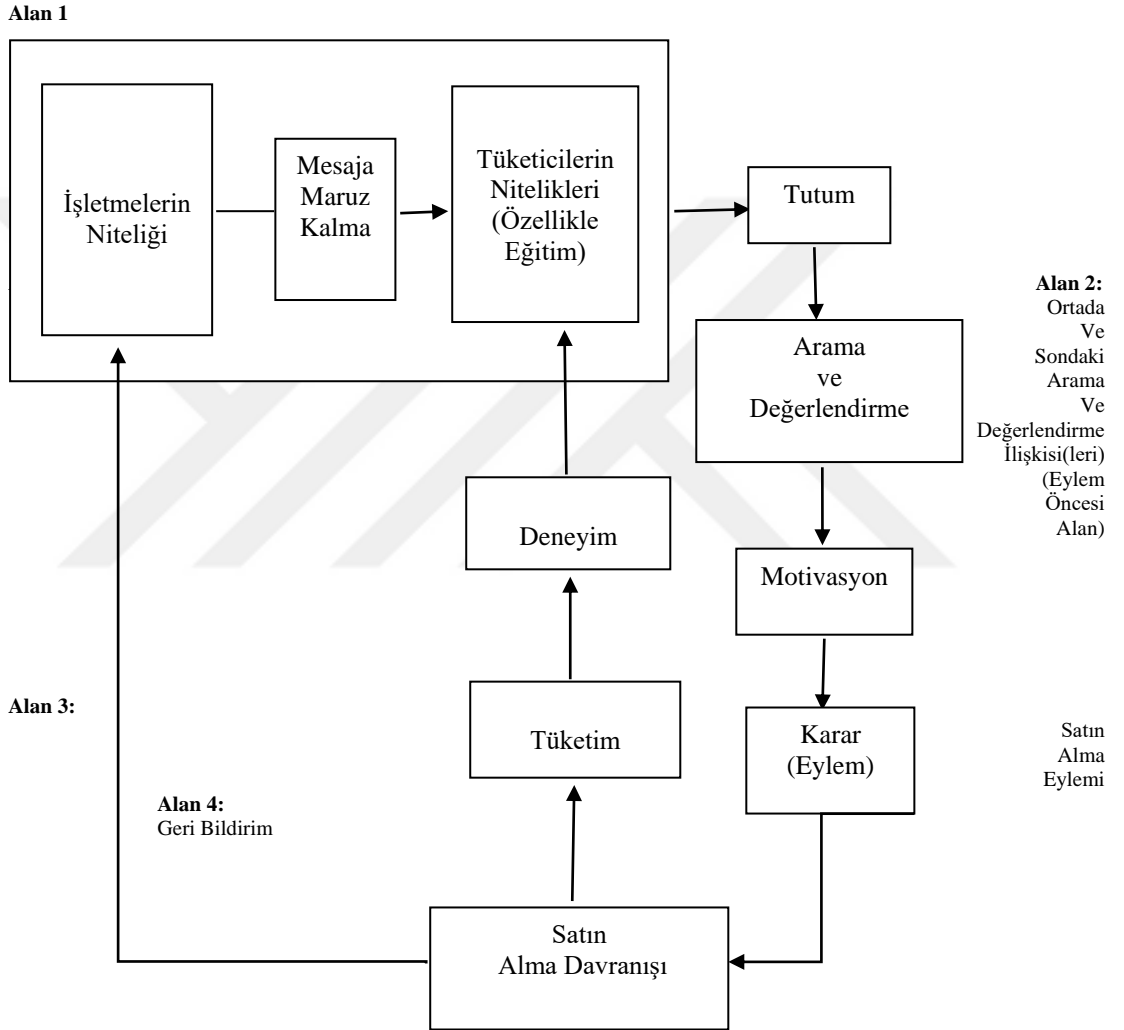 Alan 1
İşletmelerin
Niteliği
Mesaja
Maruz
Kalma
Tüketicilerin
Nitelikleri
(Özellikle
Eğitim)
Tutum
Alan 2:
Ortada
Ve
Sondaki
Arama
Ve
Değerlendirme
İlişkisi(leri)
(Eylem
Öncesi
Alan)
Arama
ve
Değerlendirme
Deneyim
Motivasyon
Alan 3:
Tüketim
Karar
(Eylem)
Satın
Alma
Eylemi
Alan 4:
Geri Bildirim
Satın
Alma Davranışı